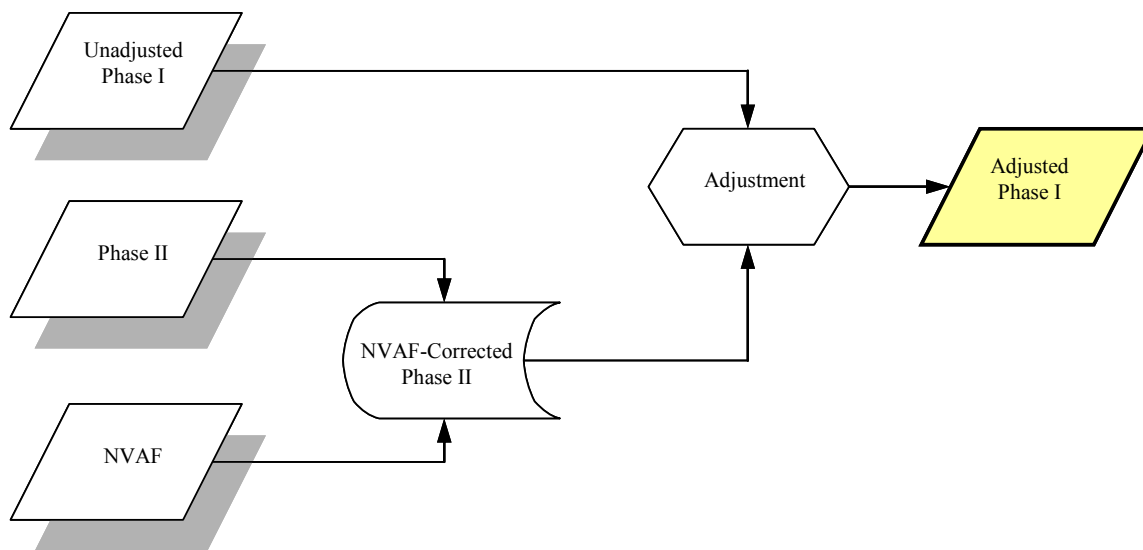 Unadjusted
Phase I
Adjustment
Adjusted
Phase I
Phase II
NVAF-Corrected
Phase II
NVAF